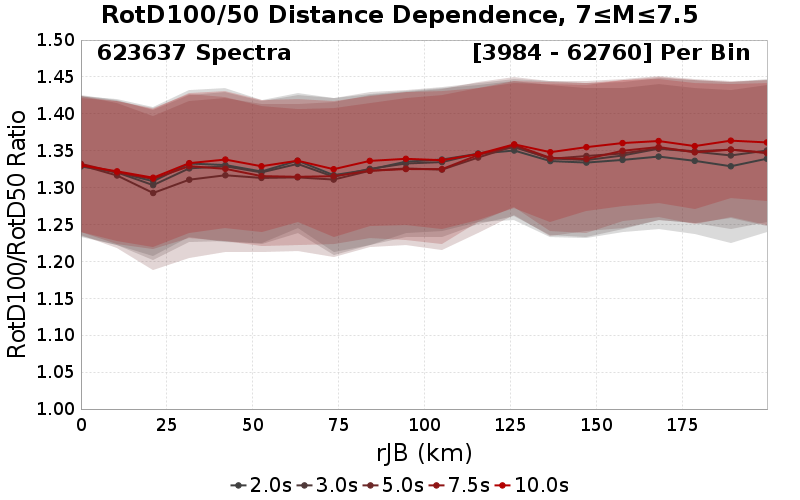 RotD100/50 Distance Dependence, 7≤M≤7.5
623637 Spectra
[3984 - 62760] Per Bin
RotD100/RotD50 Ratio
1.50
1.45
1.40
1.35
1.30
1.25
1.20
1.15
1.10
1.05
1.00
0 25 50 75 100 125 150 175
rJB (km)
2.0s 3.0s 5.0s 7.5s 10.0s